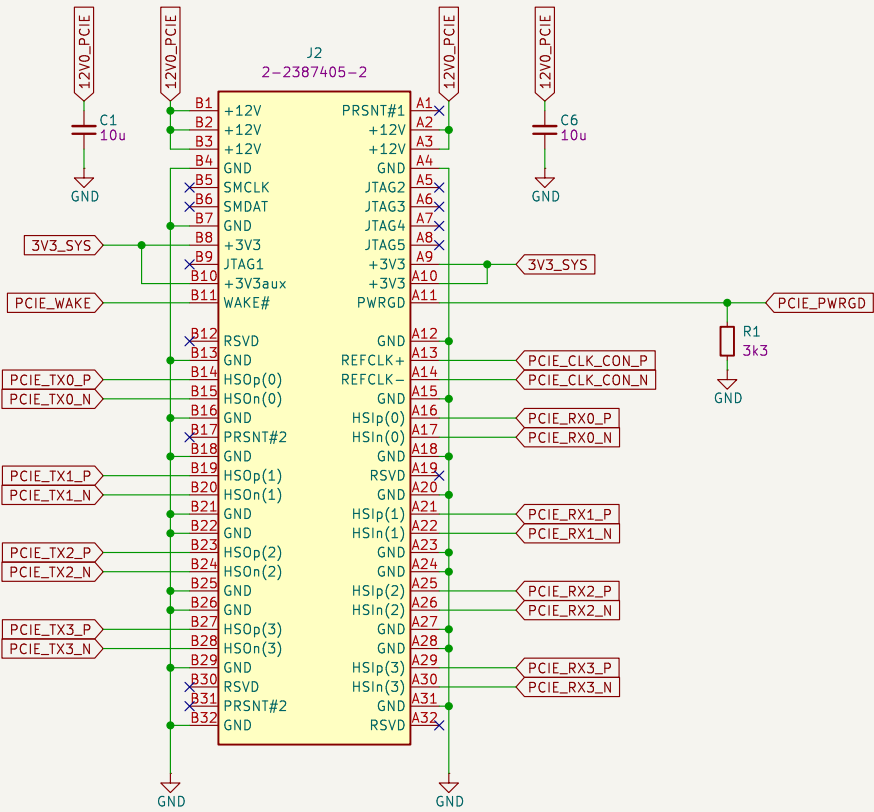 12V0_PCIE
12V0_PCIE
12V0_PCIE
12V0_PCIE
J2
2-2387405-2
C1
10u
GND
C6
10u
GND
B1 +12V
B2 +12V
B3 +12V
B4 GND
B5 SMCLK
B6 SMDAT
B7 GND
3V3_SYS B8 +3V3
B9 JTAG1
B10 +3V3aux
PCIE_WAKE B11 WAKE#
B12 RSVD
B13 GND
PCIE_TX0_P B14 HSOp(0)
PCIE_TX0_N B15 HSOn(0)
B16 GND
B17 PRSNT#2
B18 GND
PCIE_TX1_P B19 HSOp(1)
PCIE_TX1_N B20 HSOn(1)
B21 GND
B22 GND
PCIE_TX2_P B23 HSOp(2)
PCIE_TX2_N B24 HSOn(2)
B25 GND
B26 GND
PCIE_TX3_P B27 HSOp(3)
PCIE_TX3_N B28 HSOn(3)
B29 GND
B30 RSVD
B31 PRSNT#2
B32 GND
GND
PRSNT#1 A1
+12V A2
+12V A3
GND A4
JTAG2 A5
JTAG3 A6
JTAG4 A7
JTAG5 A8
+3V3 A9 3V3_SYS
+3V3 A10
PWRGD A11 PCIE_PWRGD
GND A12
REFCLK+ A13 PCIE_CLK_CON_P
REFCLK- A14 PCIE_CLK_CON_N
GND A15
HSIp(0) A16 PCIE_RX0_P
HSIn(0) A17 PCIE_RX0_N
GND A18
RSVD A19
GND A20
HSIp(1) A21 PCIE_RX1_P
HSIn(1) A22 PCIE_RX1_N
GND A23
GND A24
HSIp(2) A25 PCIE_RX2_P
HSIn(2) A26 PCIE_RX2_N
GND A27
GND A28
HSIp(3) A29 PCIE_RX3_P
HSIn(3) A30 PCIE_RX3_N
GND A31
RSVD A32
GND
R1
3k3
GND